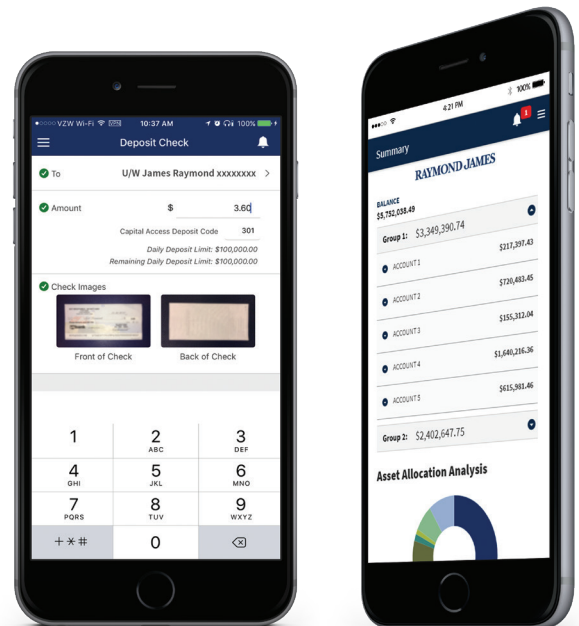 VZW Wi-Fi VPN 10:37 AM 100%
Deposit Check
To U/W James Raymond xxxxxxxx >
Amount $ 3.60
Capital Access Deposit Code 301
Daily Deposit Limit: $100,000.00
Remaining Daily Deposit Limit: $100,000.00
Check Images
Front of Check Back of Check
1 2 3
ABC DEF
4 5 6
GHI JKL MNO
7 8 9
PQRS TUV WXYZ
+*# 0
4:21 PM 100%
1
Summary
RAYMOND JAMES
BALANCE
$5,752,038.49
Group 1: $3,349,390.74
ACCOUNT 1 $217,397.43
ACCOUNT 2 $720,483.45
ACCOUNT 3 $155,312.04
ACCOUNT 4 $1,640,216.36
ACCOUNT 5 $615,981.46
Group 2: $2,402,647.75
Asset Allocation Analysis